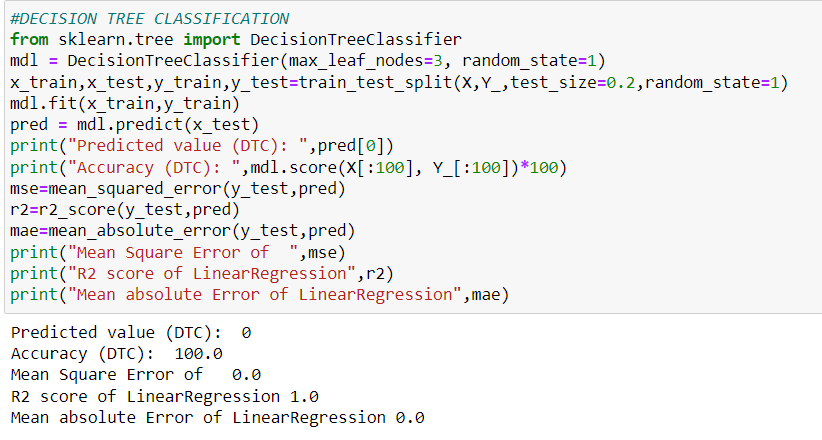 #DECISION TREE CLASSIFICATION
from sklearn.tree import DecisionTreeClassifier
mdl = DecisionTreeClassifier(max_leaf_nodes=3, random_state=1)
x_train,x_test,y_train,y_test=train_test_split(X,Y_,test_size=0.2,random_state=1)
mdl.fit(x_train,y_train)
pred = mdl.predict(x_test)
print("Predicted value (DTC): ",pred[0])
print("Accuracy (DTC): ",mdl.score(X[:100], Y_[:100])*100)
mse=mean_squared_error(y_test,pred)
r2=r2_score(y_test,pred)
mae=mean_absolute_error(y_test,pred)
print("Mean Square Error of  ",mse)
print("R2 score of LinearRegression",r2)
print("Mean absolute Error of LinearRegression",mae)
Predicted value (DTC):  0
Accuracy (DTC):  100.0
Mean Square Error of   0.0
R2 score of LinearRegression 1.0
Mean absolute Error of LinearRegression 0.0